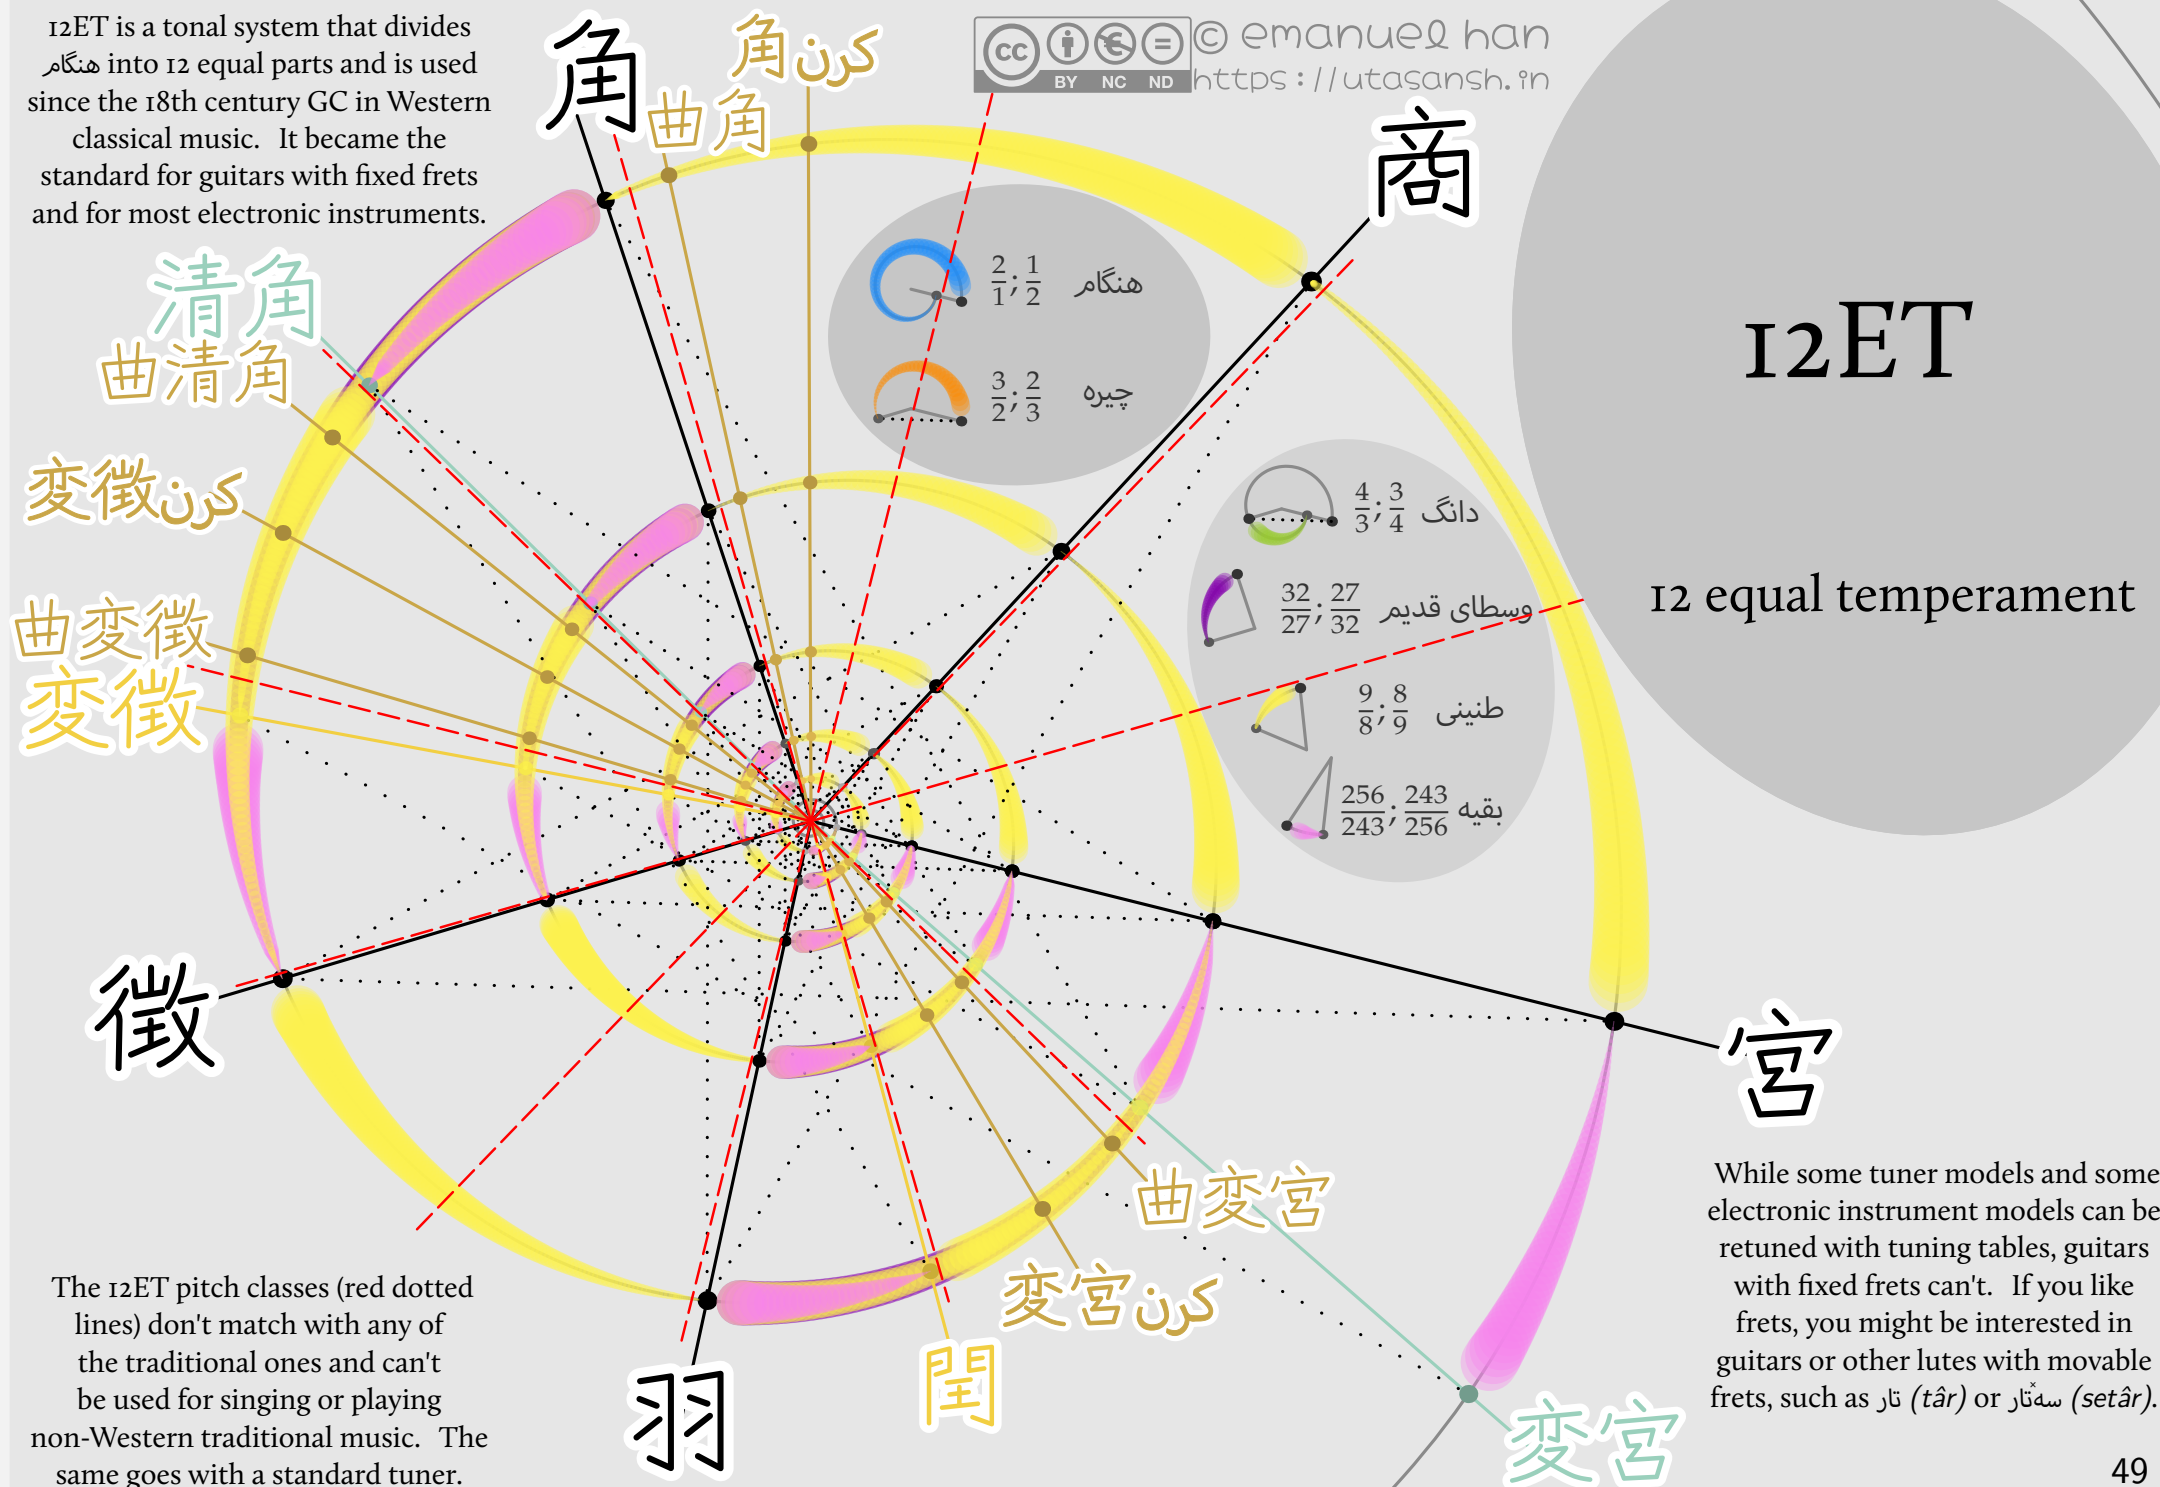 12ET is a tonal system that divides
هنگام into 12 equal parts and is used
since the 18th century GC in Western
classical music. It became the
standard for guitars with fixed frets
and for most electronic instruments.
角
角کرن
曲角
cc BY NC ND
© emanuel han
https://utasansh.in
商
清角
曲清角
変徴کرن
曲変徴
変徴
徴
2/1; 1/2 هنگام
3/2; 2/3 چیره
4/3; 3/4 دانگ
32/27; 27/32 وسطای قدیم
9/8; 8/9 طنینی
256/243; 243/256 بقیه
12ET
12 equal temperament
宮
曲変宮
変宮کرن
閏
羽
変宮
The 12ET pitch classes (red dotted
lines) don't match with any of
the traditional ones and can't
be used for singing or playing
non-Western traditional music. The
same goes with a standard tuner.
While some tuner models and some
electronic instrument models can be
retuned with tuning tables, guitars
with fixed frets can't. If you like
frets, you might be interested in
guitars or other lutes with movable
frets, such as تار (târ) or سه‌تار (setâr).
49